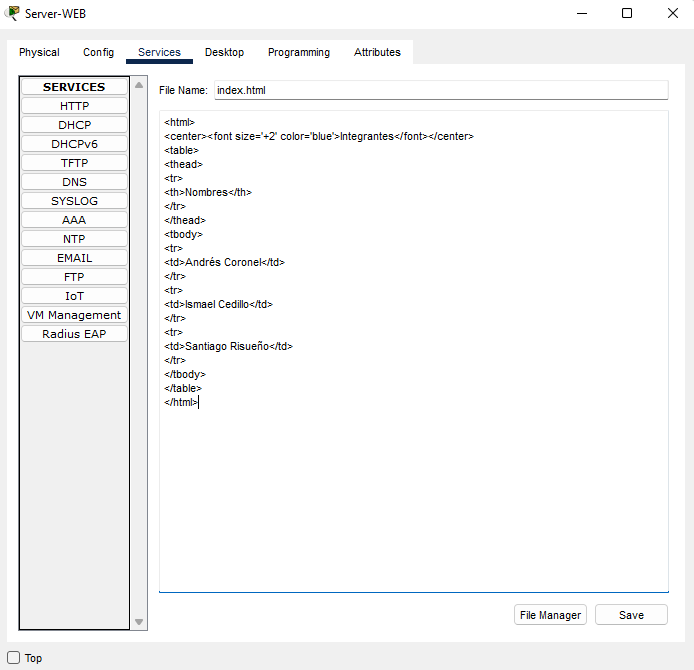 Server-WEB
Physical Config Services Desktop Programming Attributes
SERVICES
HTTP
DHCP
DHCPv6
TFTP
DNS
SYSLOG
AAA
NTP
EMAIL
FTP
IoT
VM Management
Radius EAP
File Name: index.html
<html>
<center><font size='+2' color='blue'>Integrantes</font></center>
<table>
<thead>
<tr>
<th>Nombres</th>
</tr>
</thead>
<tbody>
<tr>
<td>Andrés Coronel</td>
</tr>
<tr>
<td>Ismael Cedillo</td>
</tr>
<tr>
<td>Santiago Risueño</td>
</tr>
</tbody>
</table>
</html>
File Manager Save
Top